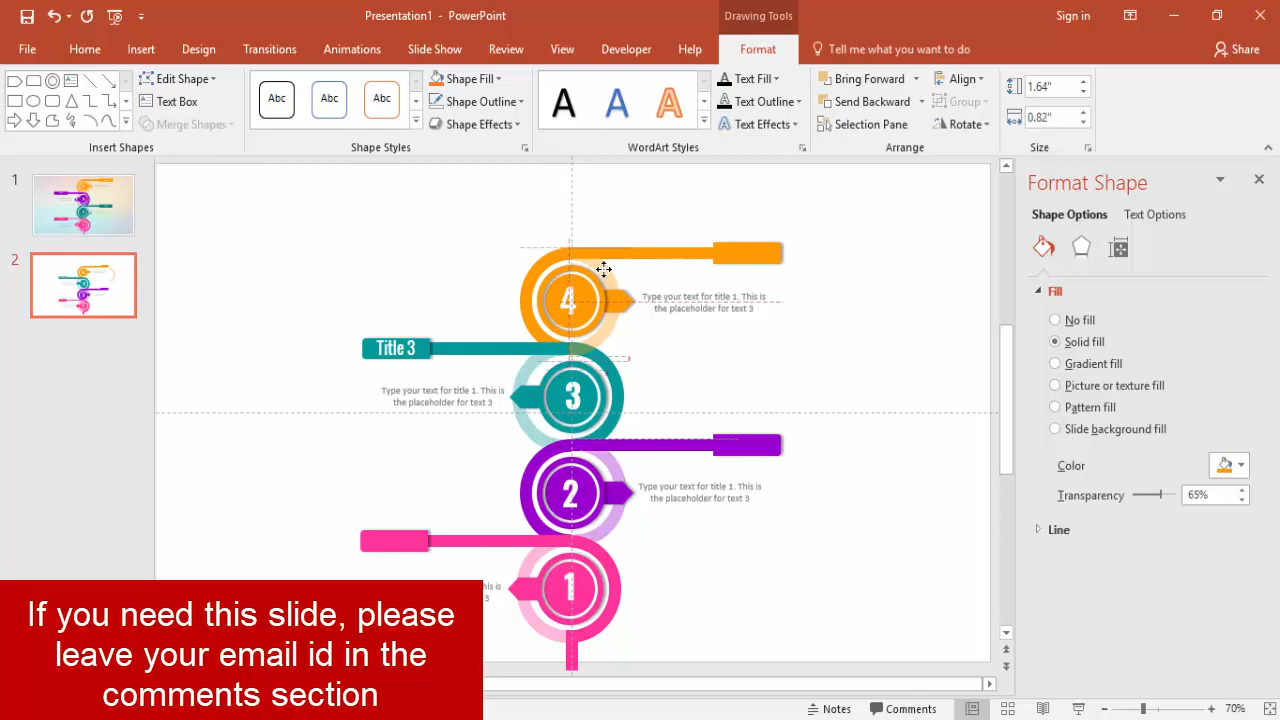 Presentation1 - PowerPoint
Drawing Tools
Sign in
File
Home
Insert
Design
Transitions
Animations
Slide Show
Review
View
Developer
Help
Format
Tell me what you want to do
Share
Edit Shape
Text Box
Merge Shapes
Insert Shapes
Abc
Abc
Abc
Shape Fill
Shape Outline
Shape Effects
Shape Styles
A
A
A
Text Fill
Text Outline
Text Effects
WordArt Styles
Bring Forward
Send Backward
Selection Pane
Align
Group
Rotate
Arrange
1.64"
0.82"
Size
1
2
4
Type your text for title 1. This is
the placeholder for text 3
Title 3
3
Type your text for title 1. This is
the placeholder for text 3
2
Type your text for title 1. This is
the placeholder for text 3
1
his is
3
Format Shape
Shape Options
Text Options
Fill
No fill
Solid fill
Gradient fill
Picture or texture fill
Pattern fill
Slide background fill
Color
Transparency
65%
Line
If you need this slide, please
leave your email id in the
comments section
Notes
Comments
70%